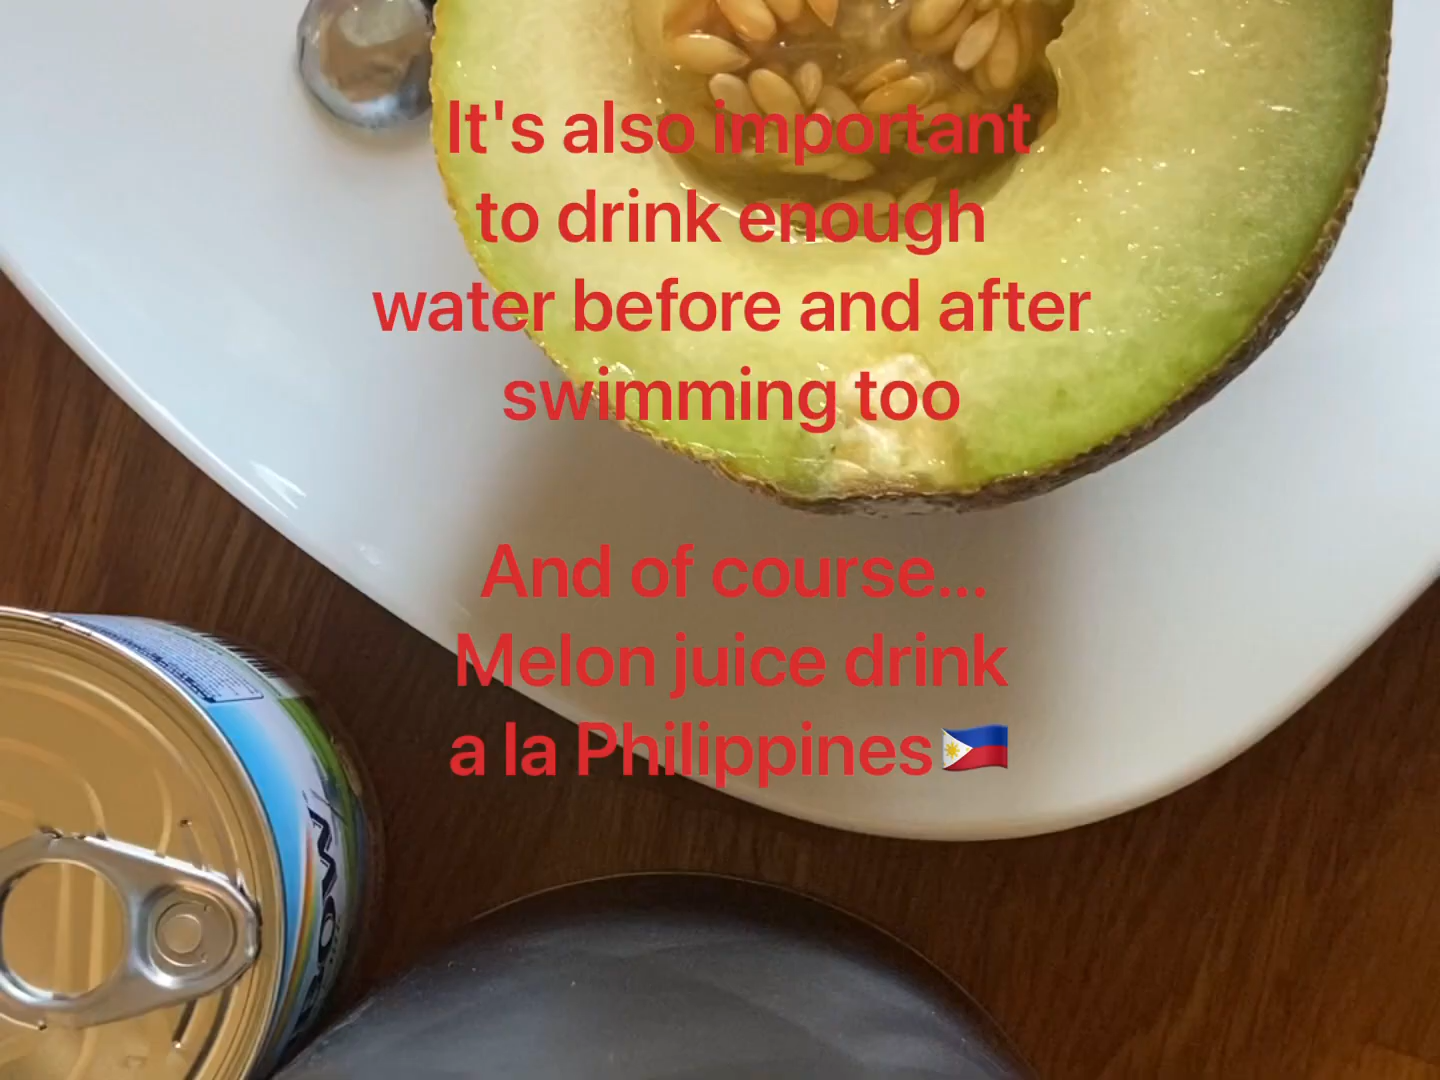 It's also important
to drink enough
water before and after
swimming too
And of course...
Melon juice drink
a la Philippines🇵🇭